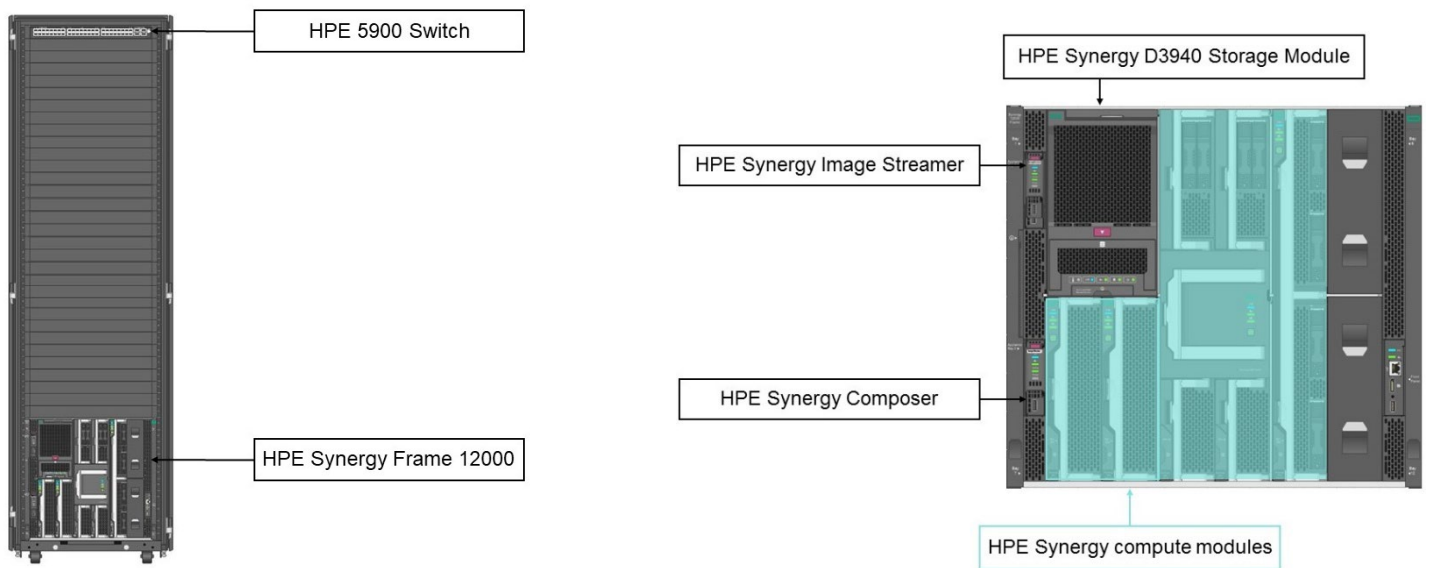 HPE 5900 Switch
HPE Synergy Frame 12000
HPE Synergy D3940 Storage Module
HPE Synergy Image Streamer
HPE Synergy Composer
HPE Synergy compute modules